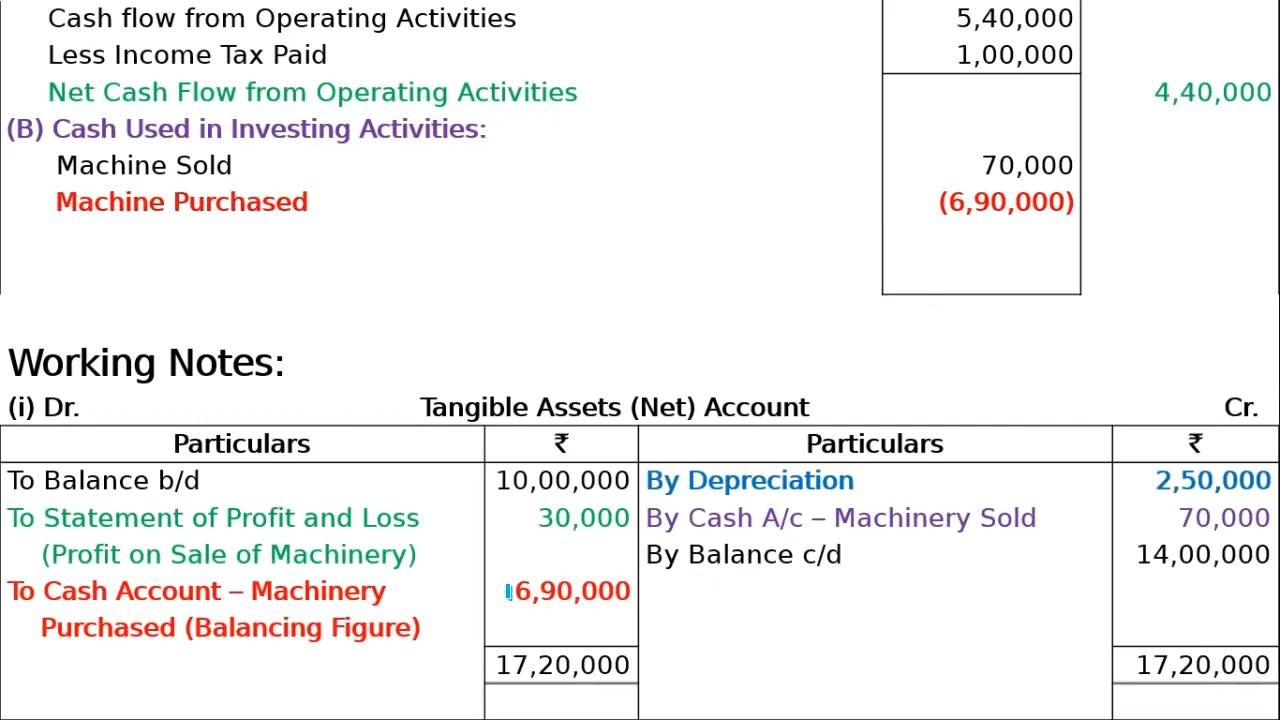 Cash flow from Operating Activities 5,40,000
Less Income Tax Paid 1,00,000
Net Cash Flow from Operating Activities 4,40,000
(B) Cash Used in Investing Activities:
Machine Sold 70,000
Machine Purchased (6,90,000)
Working Notes:
(i) Dr. Tangible Assets (Net) Account Cr.
Particulars ₹ Particulars ₹
To Balance b/d 10,00,000 By Depreciation 2,50,000
To Statement of Profit and Loss 30,000 By Cash A/c – Machinery Sold 70,000
(Profit on Sale of Machinery) By Balance c/d 14,00,000
To Cash Account – Machinery 6,90,000
Purchased (Balancing Figure)
17,20,000 17,20,000